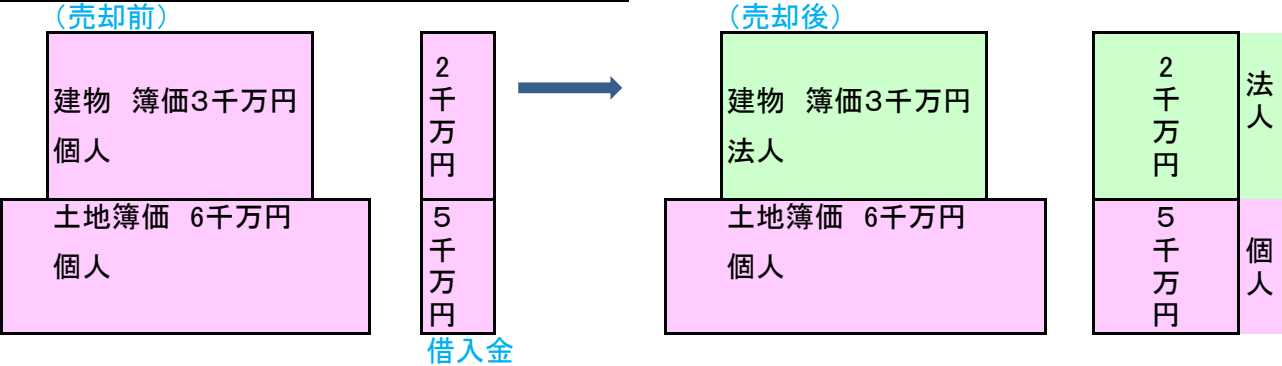 (売却前)
建物　簿価３千万円
個人
土地簿価　6千万円
個人
2千万円
５千万円
借入金
(売却後)
建物　簿価３千万円
法人
土地簿価　6千万円
個人
2千万円
５千万円
法人
個人